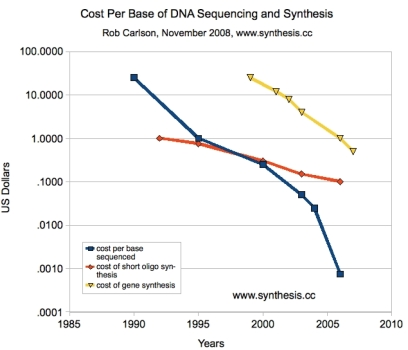 Cost Per Base of DNA Sequencing and Synthesis
Rob Carlson, November 2008, www.synthesis.cc
100.0000
10.0000
1.0000
.1000
.0100
.0010
.0001
US Dollars
cost per base
sequenced
cost of short oligo syn-
thesis
cost of gene synthesis
www.synthesis.cc
1985
1990
1995
2000
2005
2010
Years